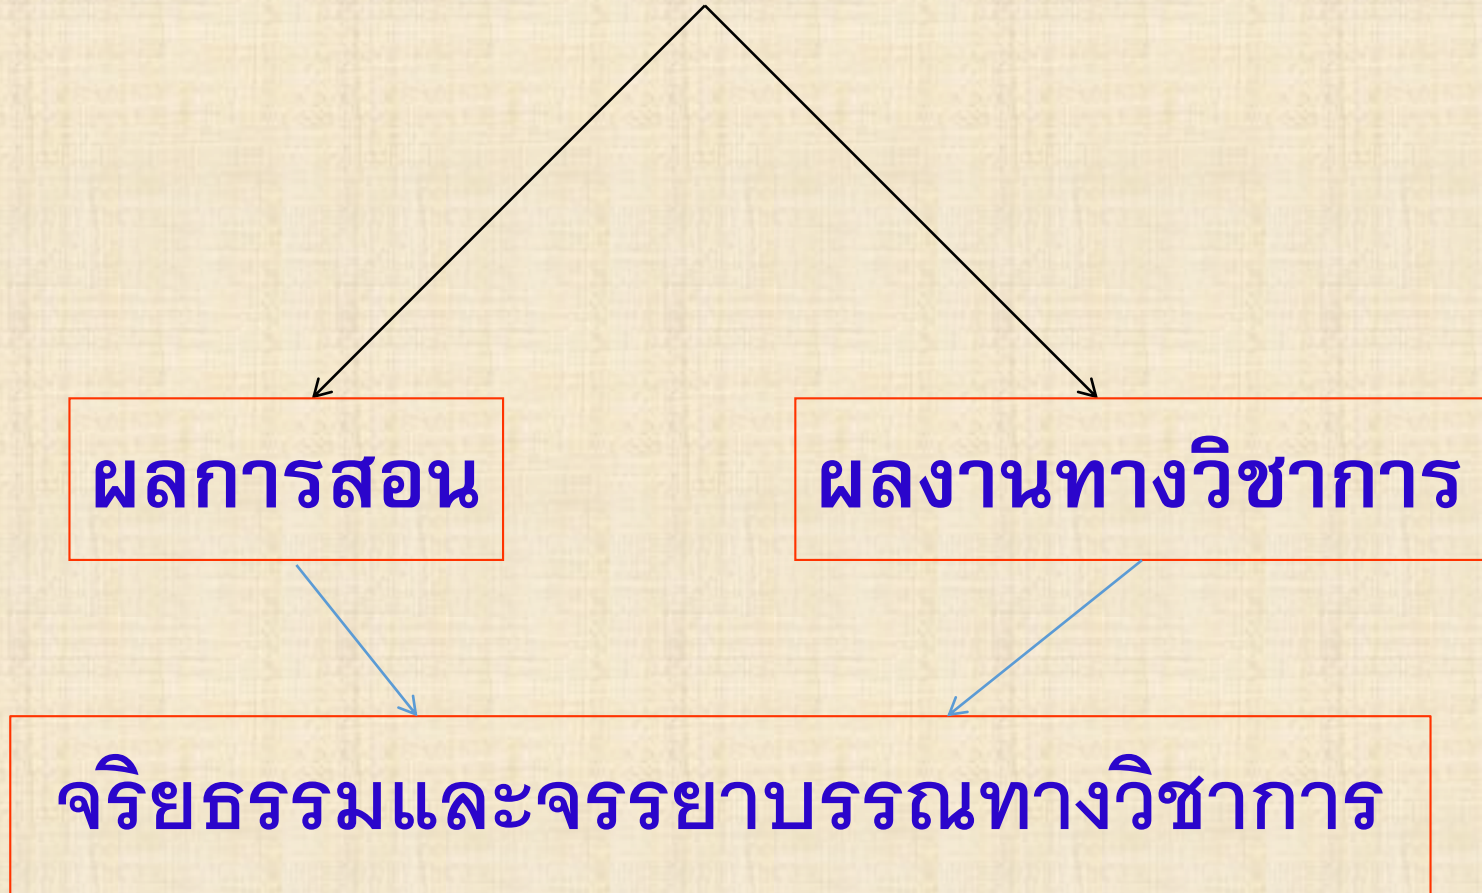 ผลการสอน
ผลงานทางวิชาการ
จริยธรรมและจรรยาบรรณทางวิชาการ